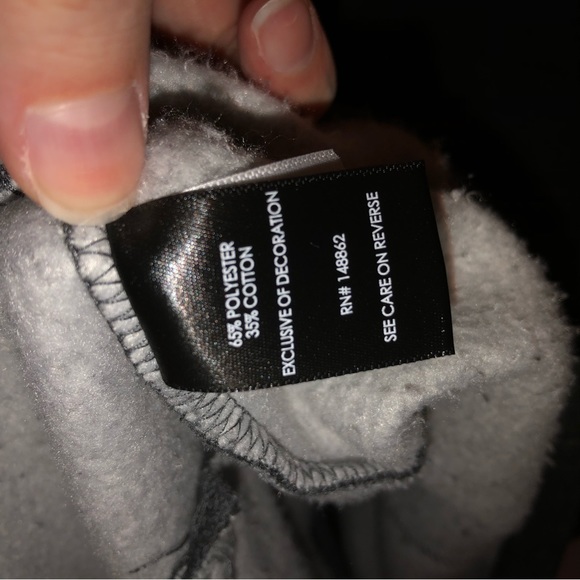 65% POLYESTER
35% COTTON
EXCLUSIVE OF DECORATION
RN# 148862
SEE CARE ON REVERSE